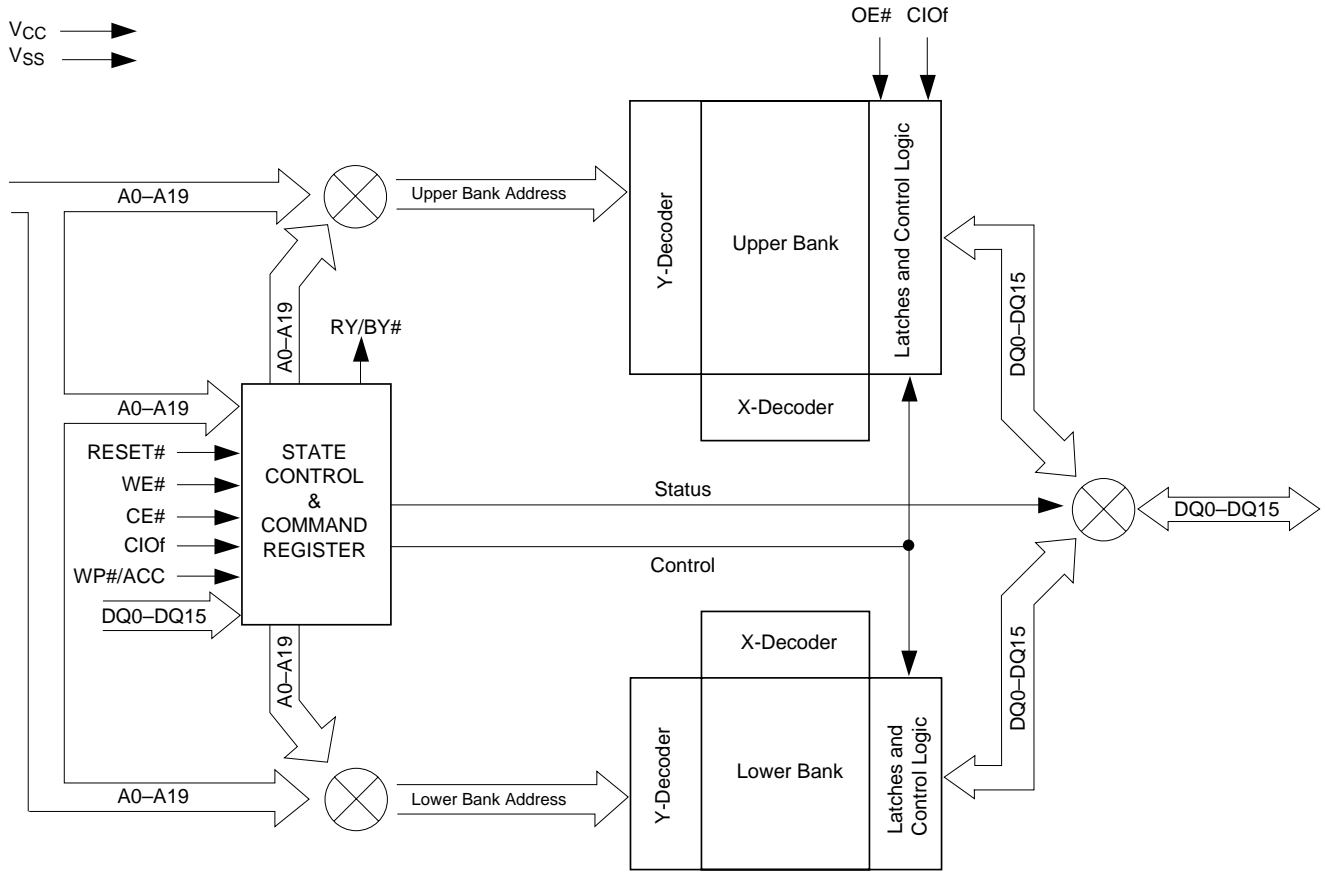 VCC
VSS
OE#
CIOf
A0–A19
Upper Bank Address
Y-Decoder
Upper Bank
Latches and Control Logic
X-Decoder
DQ0–DQ15
A0–A19
RY/BY#
A0–A19
RESET#
WE#
CE#
CIOf
WP#/ACC
DQ0–DQ15
STATE
CONTROL
&
COMMAND
REGISTER
Status
Control
DQ0–DQ15
A0–A19
X-Decoder
Y-Decoder
Lower Bank
Latches and
Control Logic
DQ0–DQ15
A0–A19
Lower Bank Address